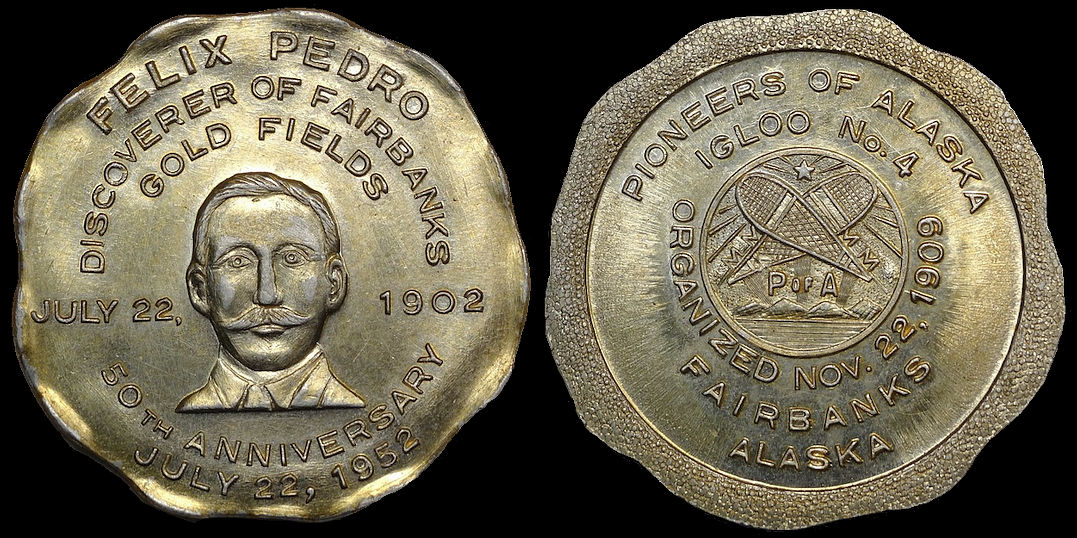 FELIX PEDRO
DISCOVERER OF FAIRBANKS
GOLD FIELDS
JULY 22, 1902
50TH ANNIVERSARY
JULY 22, 1952
PIONEERS OF ALASKA
IGLOO No. 4
P OF A
ORGANIZED NOV. 22, 1909
FAIRBANKS
ALASKA